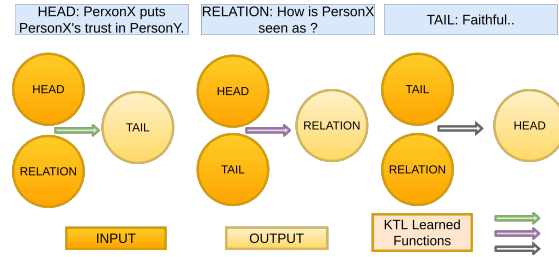 HEAD: PerxonX puts
PersonX's trust in PersonY.
RELATION: How is PersonX
seen as ?
TAIL: Faithful..
HEAD
RELATION
TAIL
HEAD
TAIL
RELATION
TAIL
RELATION
HEAD
INPUT
OUTPUT
KTL Learned
Functions